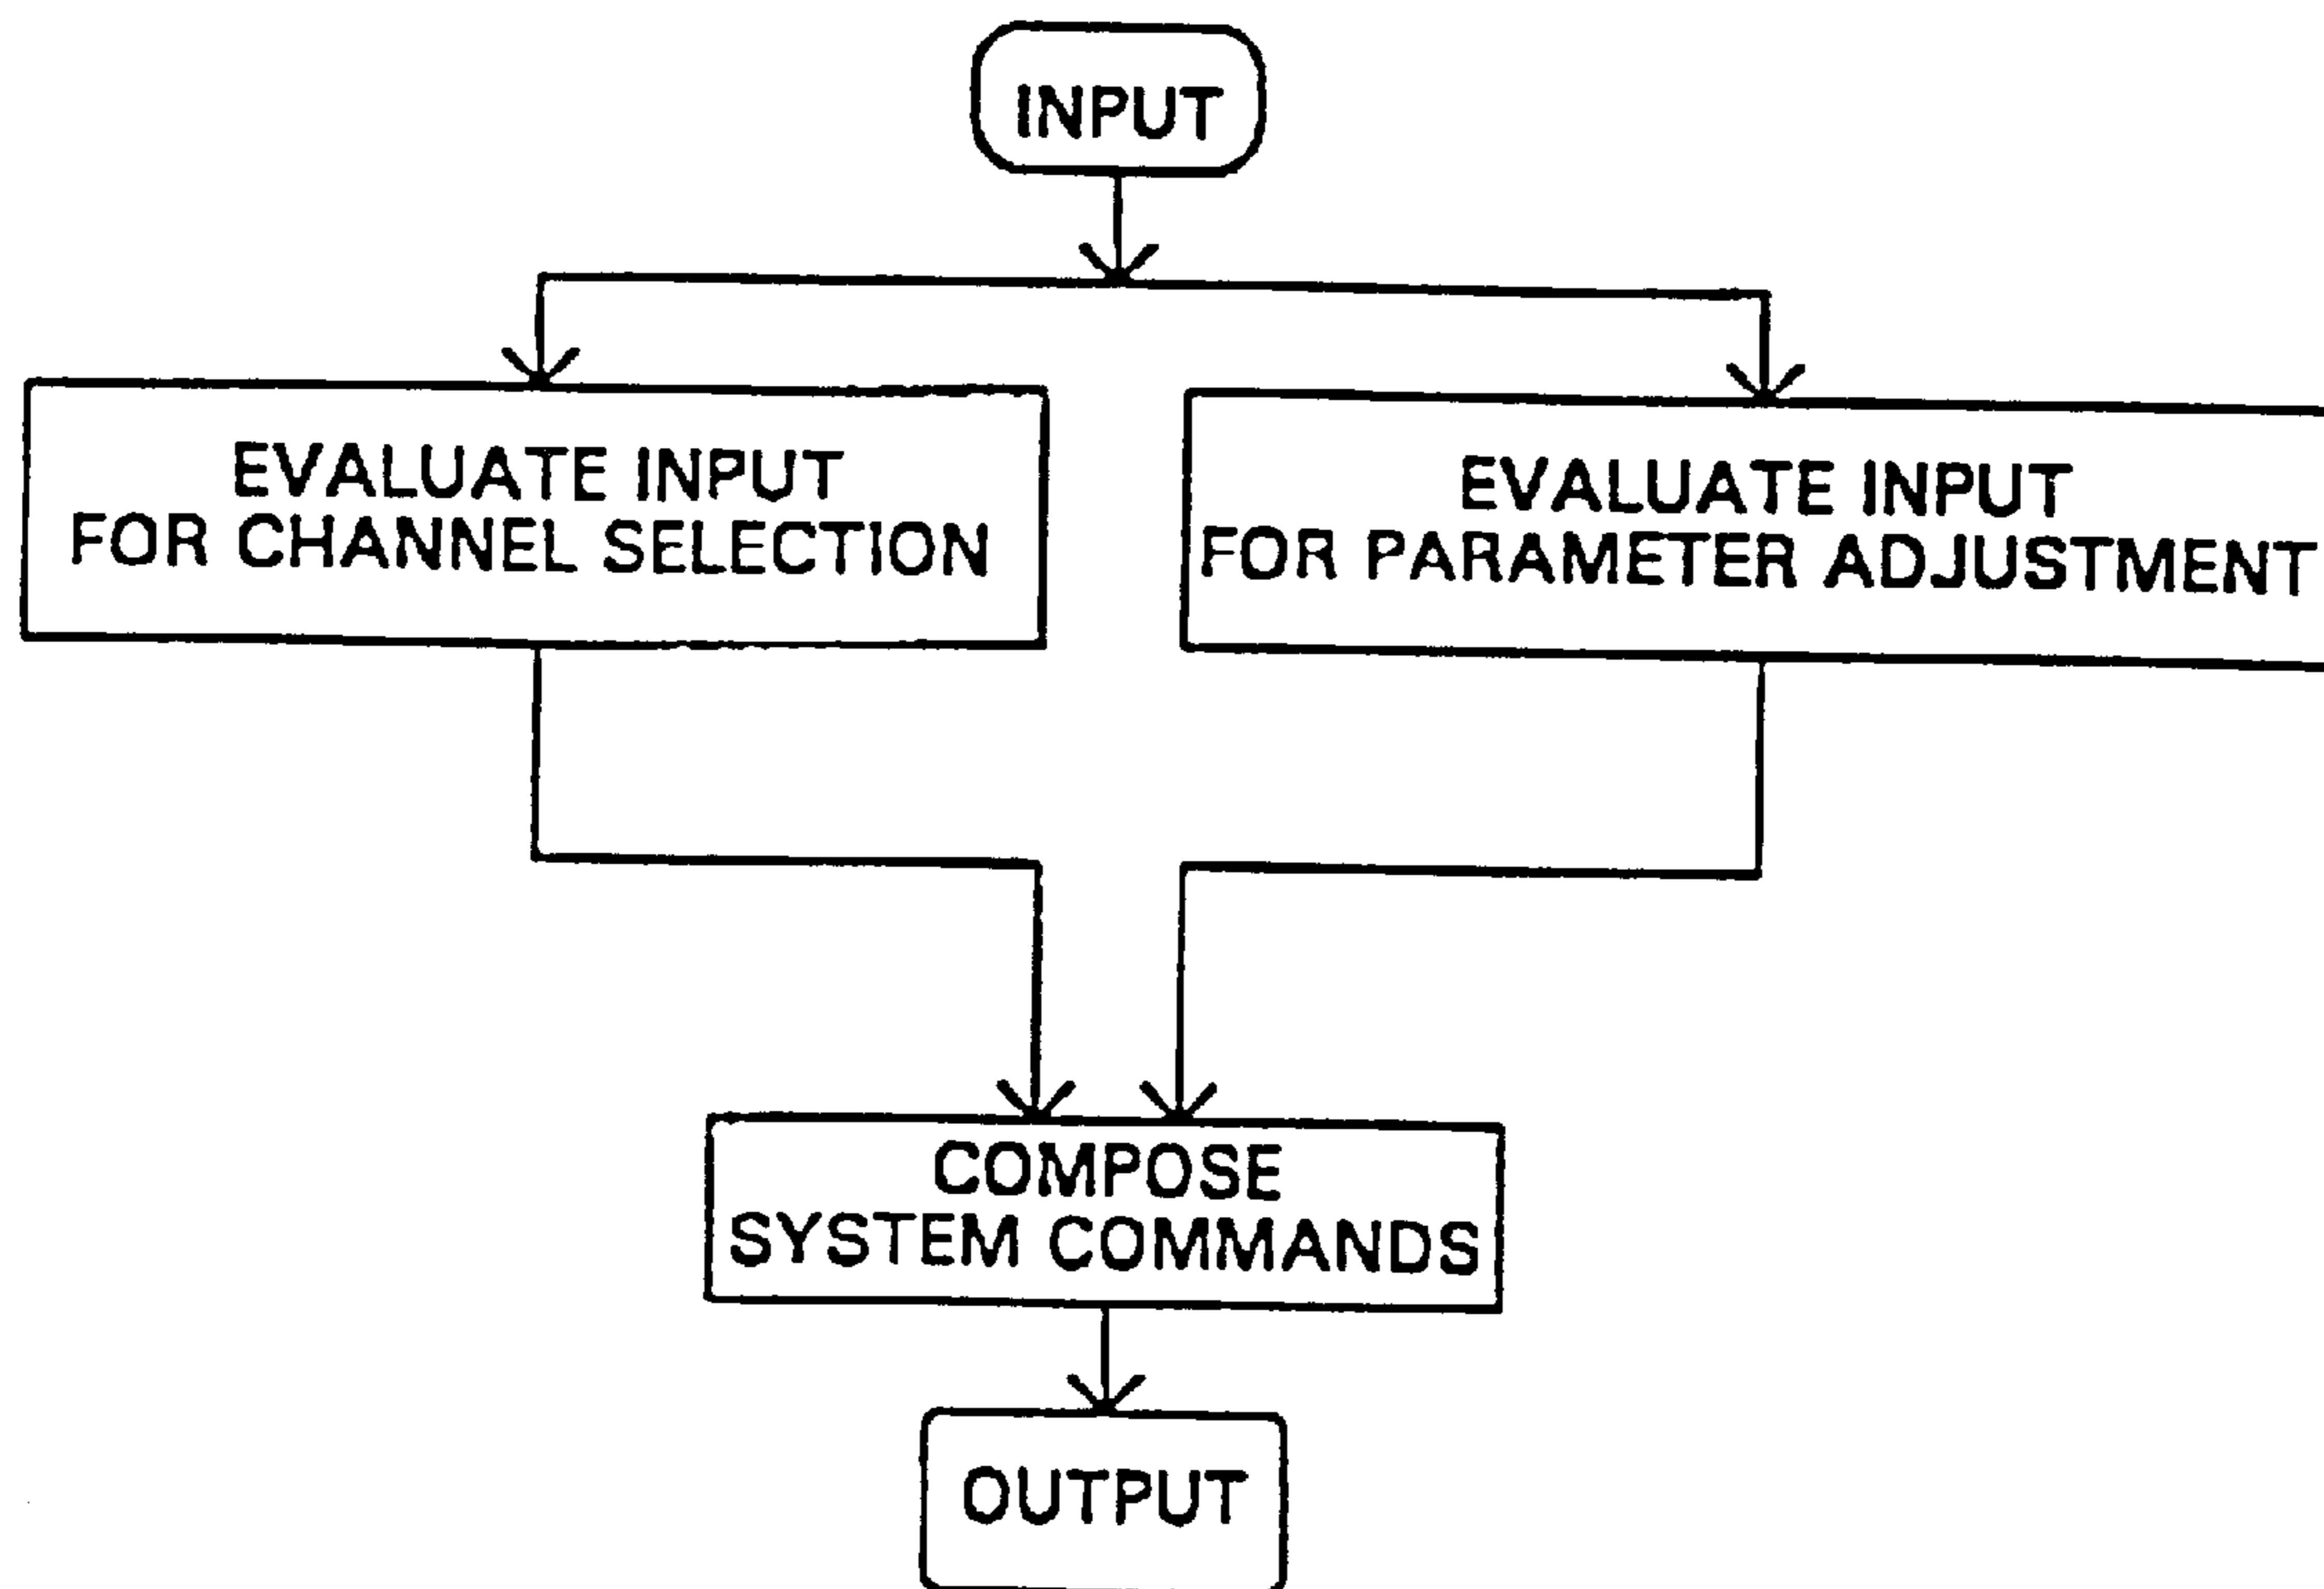 INPUT
EVALUATE INPUT
FOR CHANNEL SELECTION
EVALUATE INPUT
FOR PARAMETER ADJUSTMENT
COMPOSE
SYSTEM COMMANDS
OUTPUT